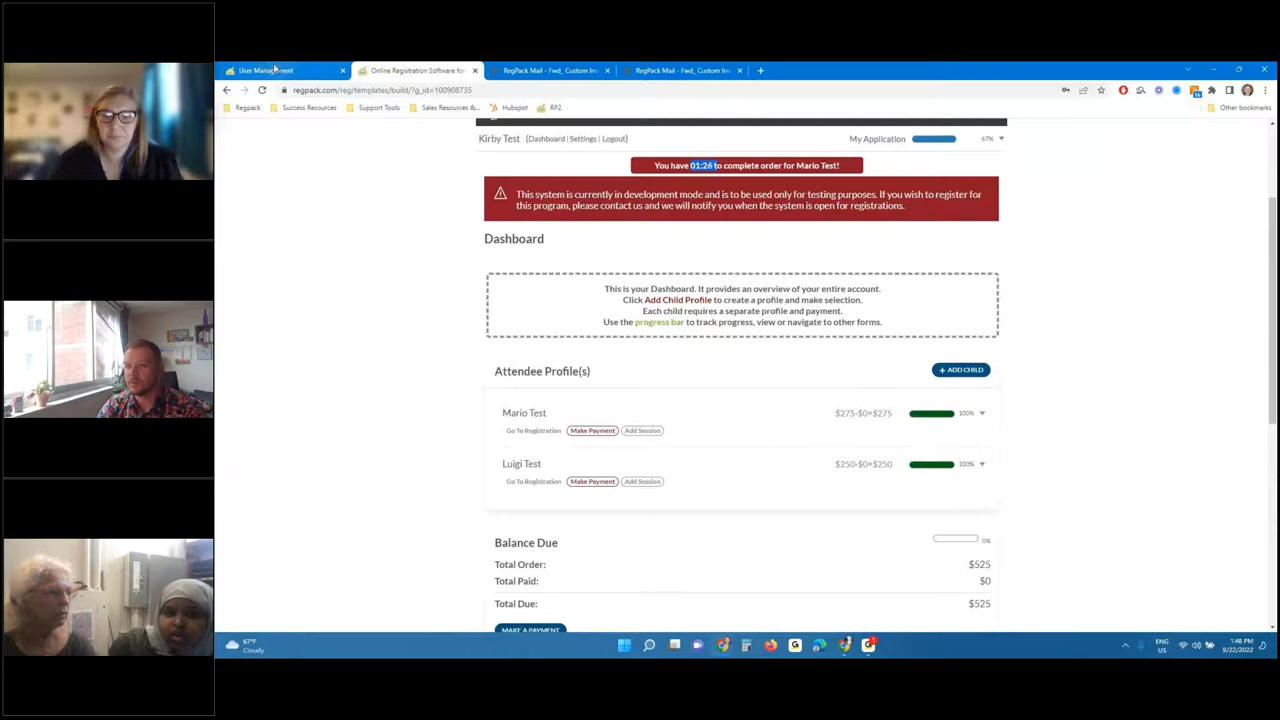 User Management
Online Registration Software for
RegPack Mail - Fwd_ Custom Inv
RegPack Mail - Fwd_ Custom Inv
regpack.com/reg/templates/build/?g_id=100908735
Regpack
Success Resources
Support Tools
Sales Resources &...
Hubspot
RP2
Other bookmarks
Kirby Test (Dashboard | Settings | Logout)
My Application 67%
You have 01:26 to complete order for Mario Test!
This system is currently in development mode and is to be used only for testing purposes. If you wish to register for
this program, please contact us and we will notify you when the system is open for registrations.
Dashboard
This is your Dashboard. It provides an overview of your entire account.
Click Add Child Profile to create a profile and make selection.
Each child requires a separate profile and payment.
Use the progress bar to track progress, view or navigate to other forms.
Attendee Profile(s)
+ ADD CHILD
Mario Test $275-$0=$275 100%
Go To Registration Make Payment Add Session
Luigi Test $250-$0=$250 100%
Go To Registration Make Payment Add Session
Balance Due 0%
Total Order: $525
Total Paid: $0
Total Due: $525
MAKE A PAYMENT
67°F
Cloudy
ENG
US
1:46 PM
9/22/2022